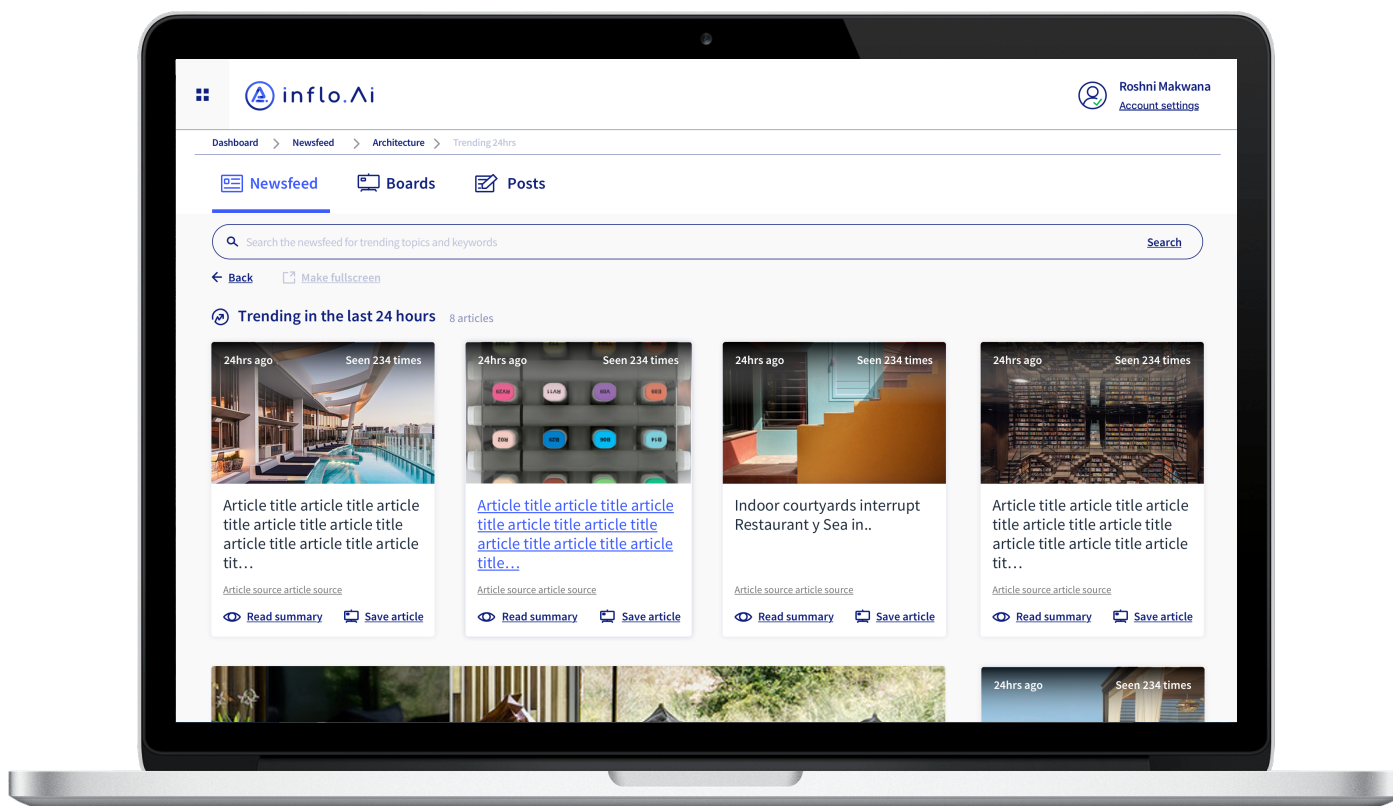 inflo.Ai
Roshni Makwana
Account settings
Dashboard
Newsfeed
Architecture
Trending 24hrs
Newsfeed
Boards
Posts
Search the newsfeed for trending topics and keywords
Search
Back
Make fullscreen
Trending in the last 24 hours
8 articles
24hrs ago
Seen 234 times
Article title article title article
title article title article title
article title article title article
tit…
Article source article source
Read summary
Save article
24hrs ago
Seen 234 times
Article title article title article
title article title article title
article title article title article
title…
Article source article source
Read summary
Save article
24hrs ago
Seen 234 times
Indoor courtyards interrupt
Restaurant y Sea in..
Article source article source
Read summary
Save article
24hrs ago
Seen 234 times
Article title article title article
title article title article title
article title article title article
tit…
Article source article source
Read summary
Save article
24hrs ago
Seen 234 times